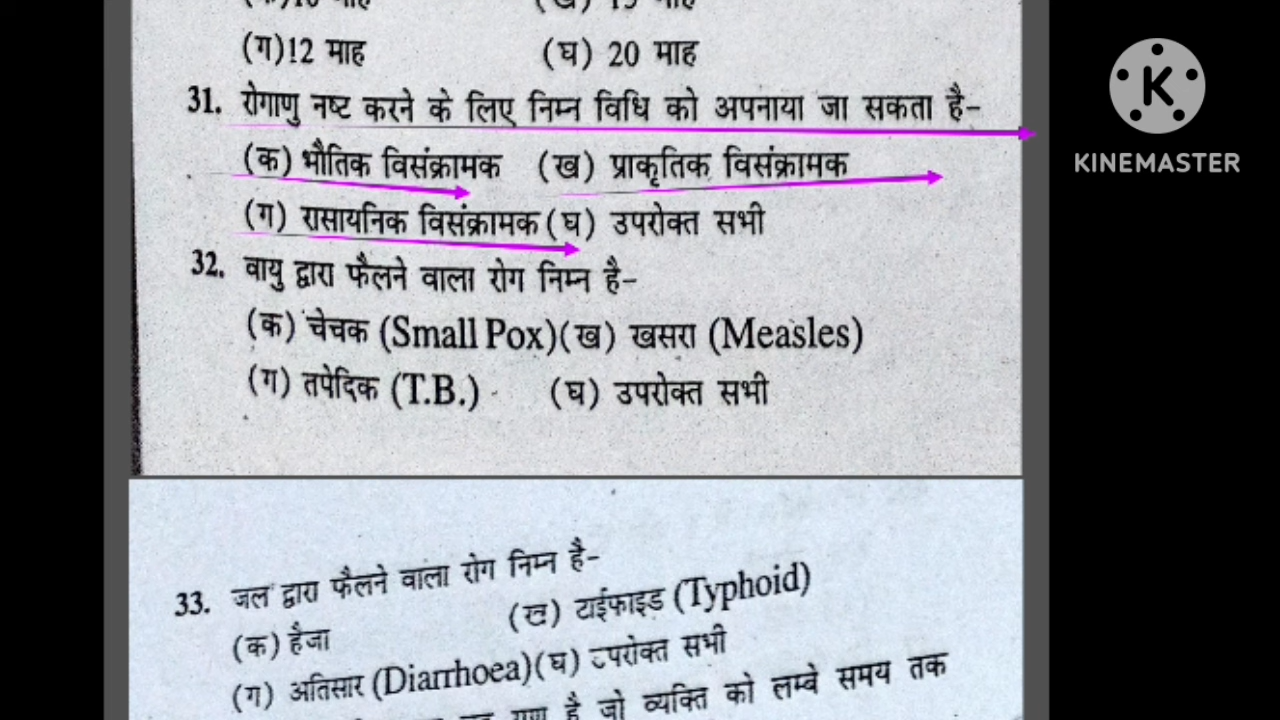 (ग)12 माह (घ) 20 माह
31. रोगाणु नष्ट करने के लिए निम्न विधि को अपनाया जा सकता है-
(क) भौतिक विसंक्रामक (ख) प्राकृतिक विसंक्रामक
(ग) रासायनिक विसंक्रामक (घ) उपरोक्त सभी
32. वायु द्वारा फैलने वाला रोग निम्न है-
(क) चेचक (Small Pox) (ख) खसरा (Measles)
(ग) तपेदिक (T.B.) (घ) उपरोक्त सभी
33. जल द्वारा फैलने वाला रोग निम्न है-
(क) हैजा (ख) टाईफाइड (Typhoid)
(ग) अतिसार (Diarrhoea) (घ) उपरोक्त सभी
गुण है जो व्यक्ति को लम्बे समय तक
K
KINEMASTER